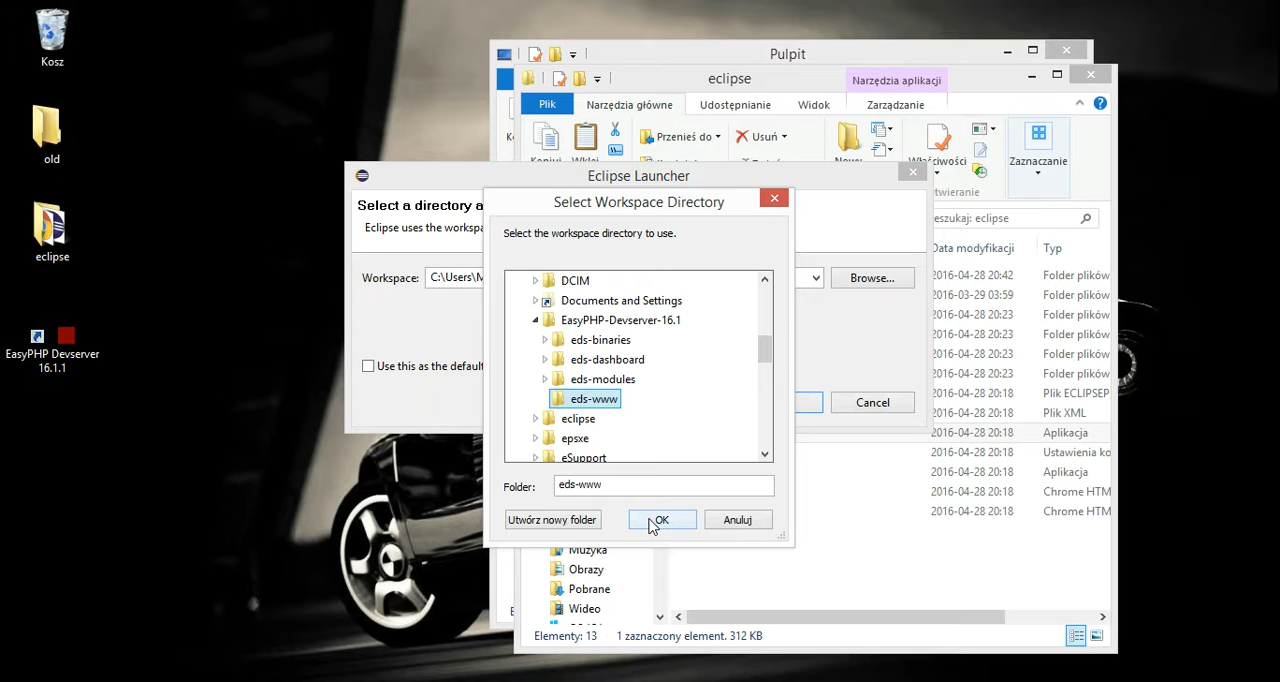 Kosz
old
eclipse
EasyPHP Devserver
16.1.1
Pulpit
eclipse
Narzędzia aplikacji
Plik
Narzędzia główne
Udostępnianie
Widok
Zarządzanie
Przenieś do
Usuń
Zaznaczanie
eszukaj: eclipse
Data modyfikacji
Typ
2016-04-28 20:42
Folder plików
2016-03-29 03:59
Folder plików
2016-04-28 20:23
Folder plików
2016-04-28 20:23
Folder plików
2016-04-28 20:23
Folder plików
2016-04-28 20:23
Folder plików
2016-04-28 20:18
Plik ECLIPSEP
2016-04-28 20:18
Plik XML
2016-04-28 20:18
Aplikacja
2016-04-28 20:18
Ustawienia ko
2016-04-28 20:18
Aplikacja
2016-04-28 20:18
Chrome HTM
2016-04-28 20:18
Chrome HTM
Muzyka
Obrazy
Pobrane
Wideo
Elementy: 13
1 zaznaczony element. 312 KB
Eclipse Launcher
Select a directory a
Eclipse uses the workspa
Workspace:
C:\Users\M
Browse...
Use this as the default
Cancel
Select Workspace Directory
Select the workspace directory to use.
DCIM
Documents and Settings
EasyPHP-Devserver-16.1
eds-binaries
eds-dashboard
eds-modules
eds-www
eclipse
epsxe
eSupport
Folder:
eds-www
Utwórz nowy folder
OK
Anuluj